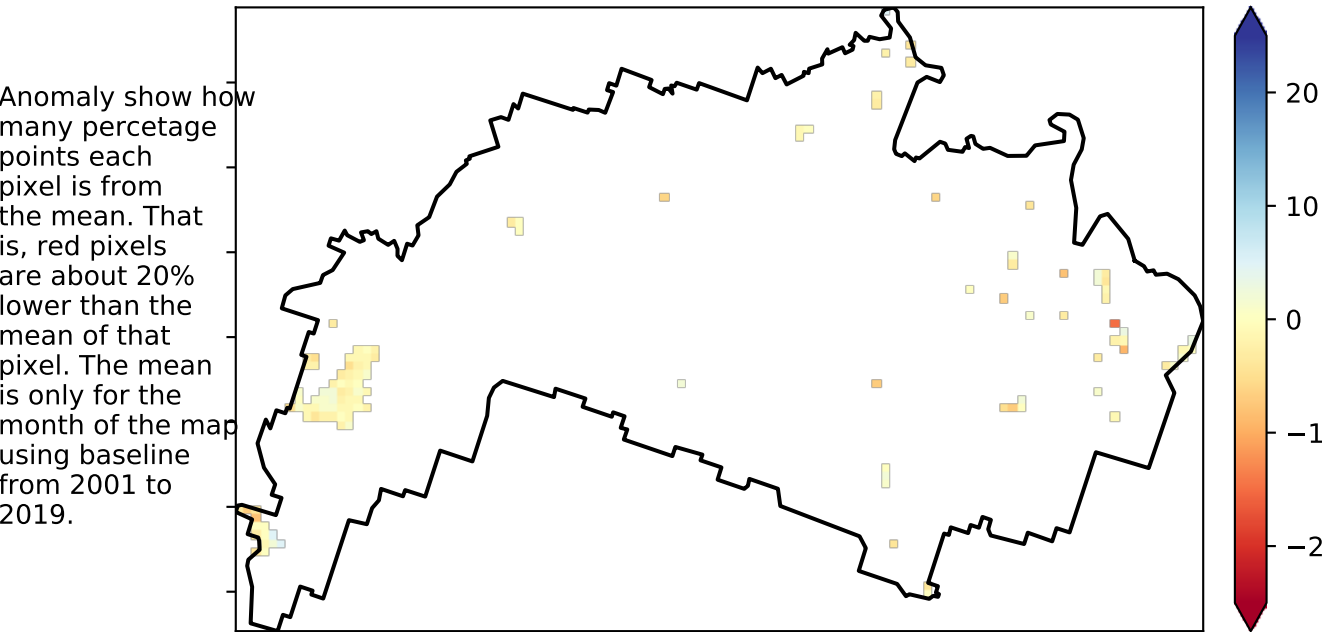 Anomaly show how
many percetage
points each
pixel is from
the mean. That
is, red pixels
are about 20%
lower than the
mean of that
pixel. The mean
is only for the
month of the map
using baseline
from 2001 to
2019.
20
10
0
−1
−2